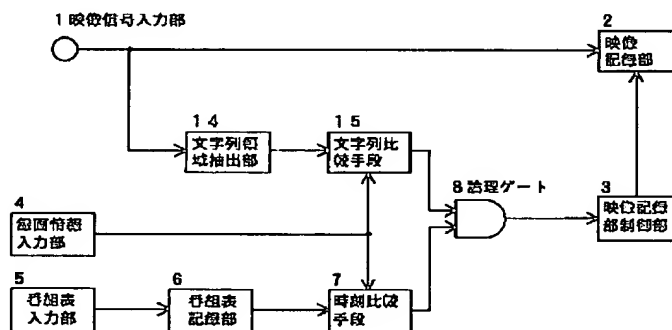 1 映像信号入力部
2
映像
記録部
14
文字列領
域抽出部
15
文字列比
較手段
8 論理ゲート
3
映像記録
部制御部
4
録画情報
入力部
5
番組表
入力部
6
番組表
記録部
7
時刻比較
手段